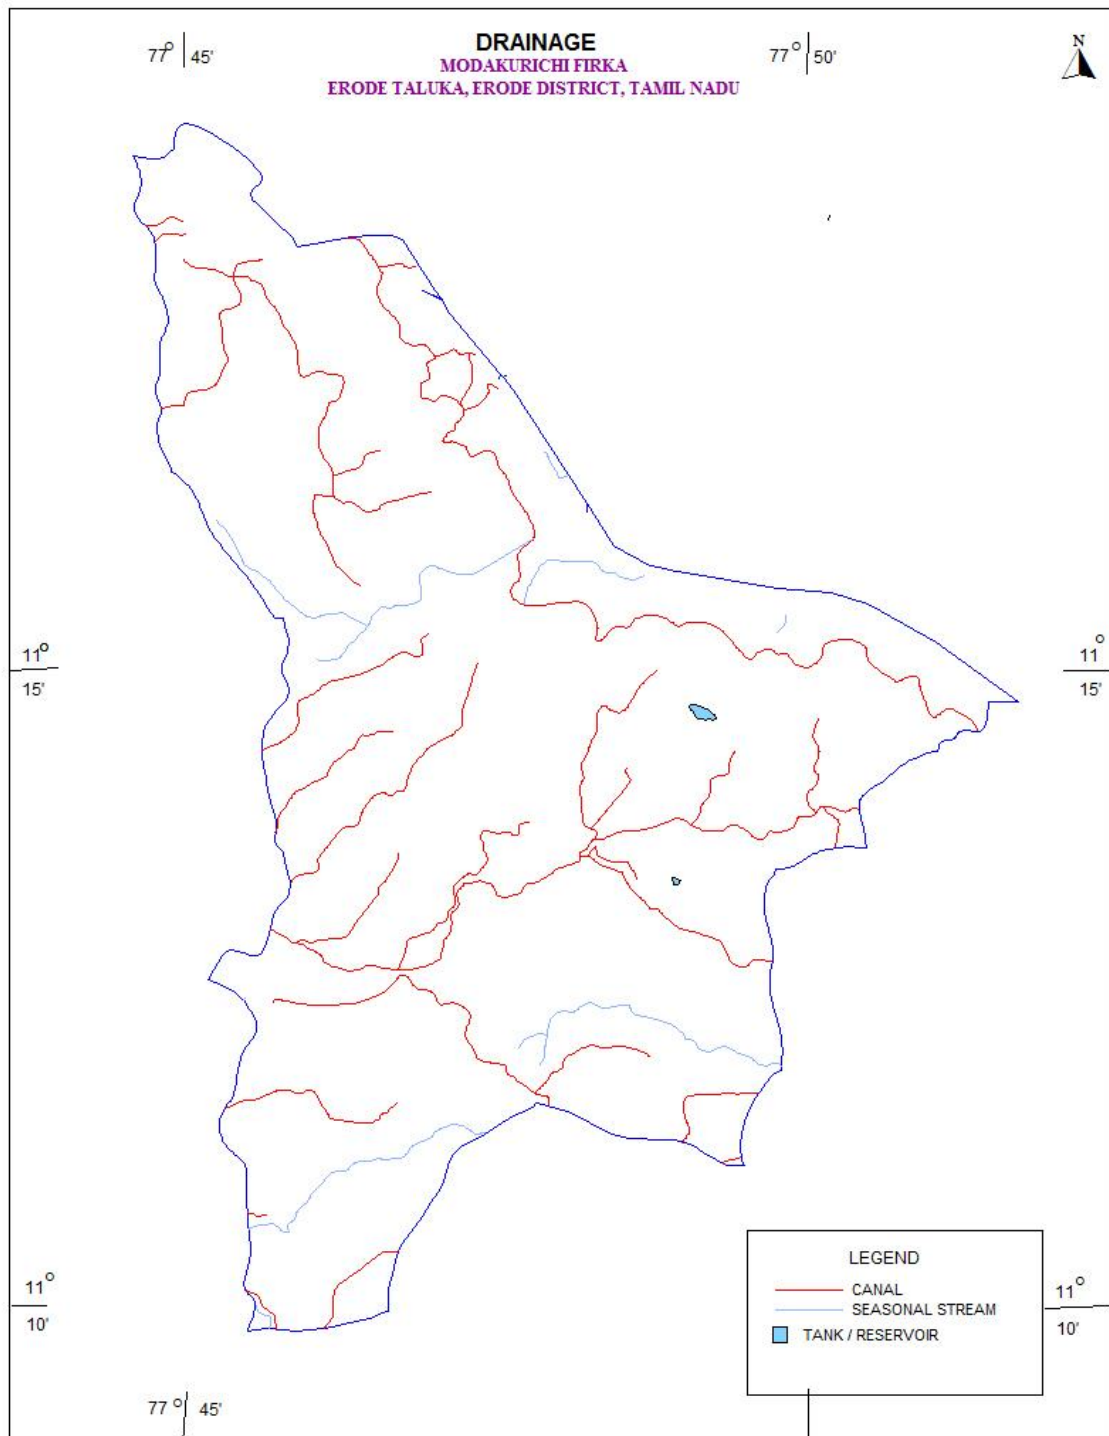 DRAINAGE
MODAKURICHI FIRKA
ERODE TALUKA, ERODE DISTRICT, TAMIL NADU
77° 45'
77° 50'
N
11°
15'
11°
15'
11°
10'
LEGEND
CANAL
SEASONAL STREAM
TANK / RESERVOIR
11°
10'
77° 45'